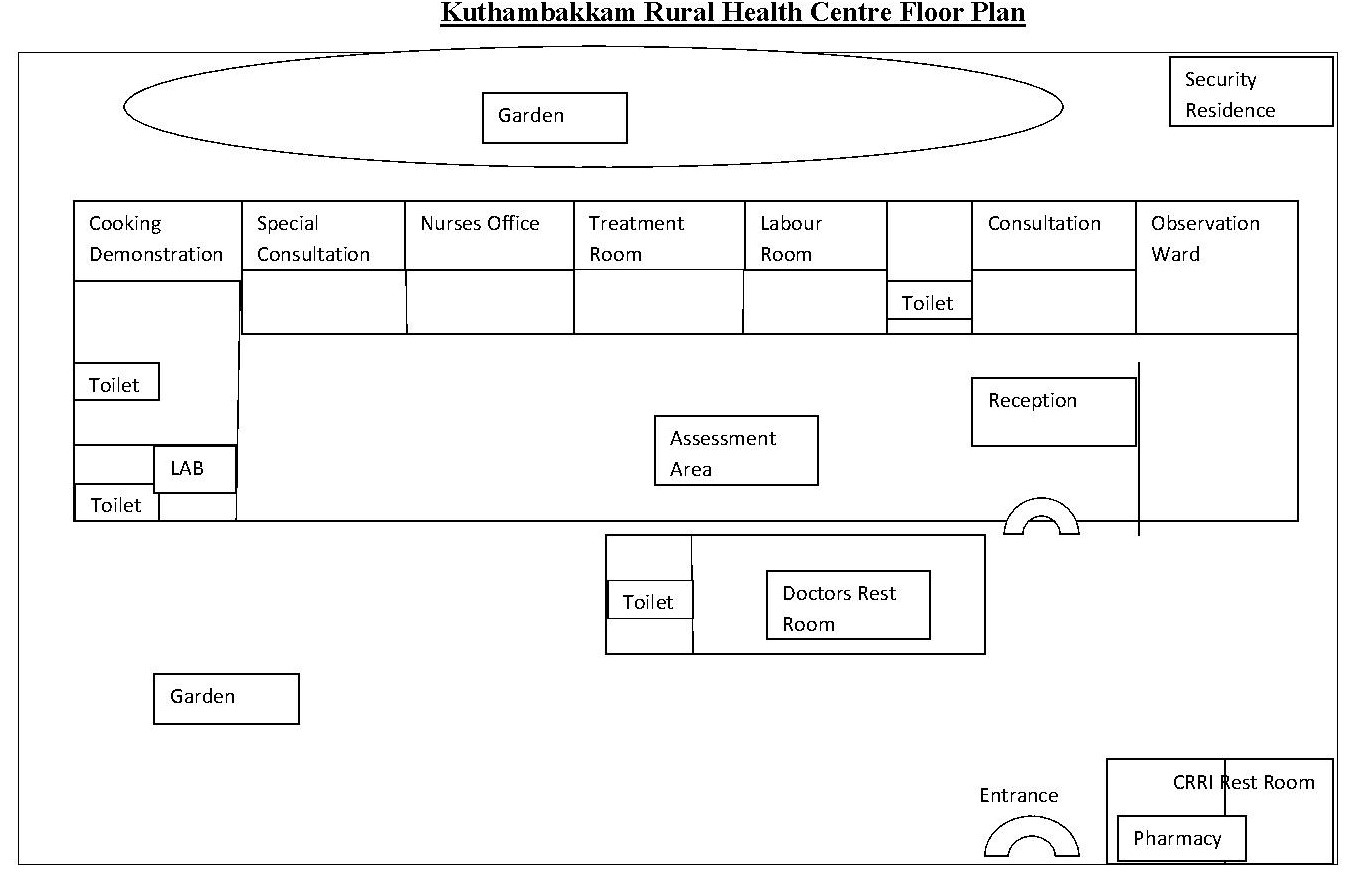 Kuthambakkam Rural Health Centre Floor Plan
Security
Residence
Garden
Cooking
Demonstration
Special
Consultation
Nurses Office
Treatment
Room
Labour
Room
Toilet
Consultation
Observation
Ward
Toilet
LAB
Toilet
Assessment
Area
Reception
Toilet
Doctors Rest
Room
Garden
Entrance
CRRI Rest Room
Pharmacy